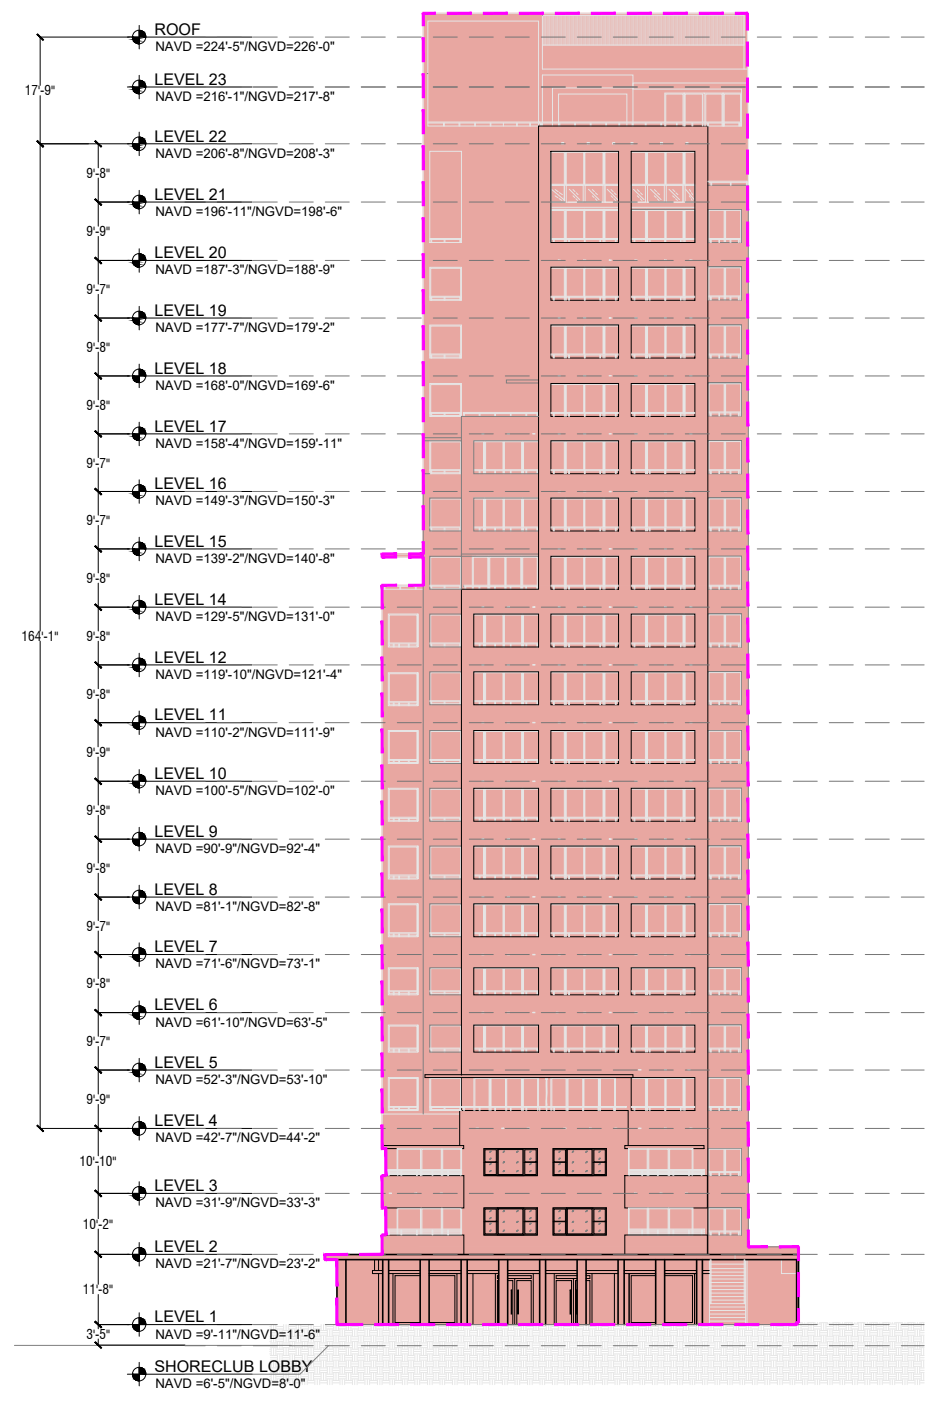 ROOF
NAVD =224'-5"/NGVD=226'-0"
17'-9"
LEVEL 23
NAVD =216'-1"/NGVD=217'-8"
LEVEL 22
NAVD =206'-8"/NGVD=208'-3"
9'-8"
LEVEL 21
NAVD =196'-11"/NGVD=198'-6"
9'-9"
LEVEL 20
NAVD =187'-3"/NGVD=188'-9"
9'-7"
LEVEL 19
NAVD =177'-7"/NGVD=179'-2"
9'-8"
LEVEL 18
NAVD =168'-0"/NGVD=169'-6"
9'-8"
LEVEL 17
NAVD =158'-4"/NGVD=159'-11"
9'-7"
LEVEL 16
NAVD =149'-3"/NGVD=150'-3"
9'-7"
LEVEL 15
NAVD =139'-2"/NGVD=140'-8"
9'-8"
LEVEL 14
NAVD =129'-5"/NGVD=131'-0"
164'-1"
9'-8"
LEVEL 12
NAVD =119'-10"/NGVD=121'-4"
9'-8"
LEVEL 11
NAVD =110'-2"/NGVD=111'-9"
9'-9"
LEVEL 10
NAVD =100'-5"/NGVD=102'-0"
9'-8"
LEVEL 9
NAVD =90'-9"/NGVD=92'-4"
9'-8"
LEVEL 8
NAVD =81'-1"/NGVD=82'-8"
9'-7"
LEVEL 7
NAVD =71'-6"/NGVD=73'-1"
9'-8"
LEVEL 6
NAVD =61'-10"/NGVD=63'-5"
9'-7"
LEVEL 5
NAVD =52'-3"/NGVD=53'-10"
9'-9"
LEVEL 4
NAVD =42'-7"/NGVD=44'-2"
10'-10"
LEVEL 3
NAVD =31'-9"/NGVD=33'-3"
10'-2"
LEVEL 2
NAVD =21'-7"/NGVD=23'-2"
11'-8"
LEVEL 1
NAVD =9'-11"/NGVD=11'-6"
3'-5"
SHORECLUB LOBBY
NAVD =6'-5"/NGVD=8'-0"